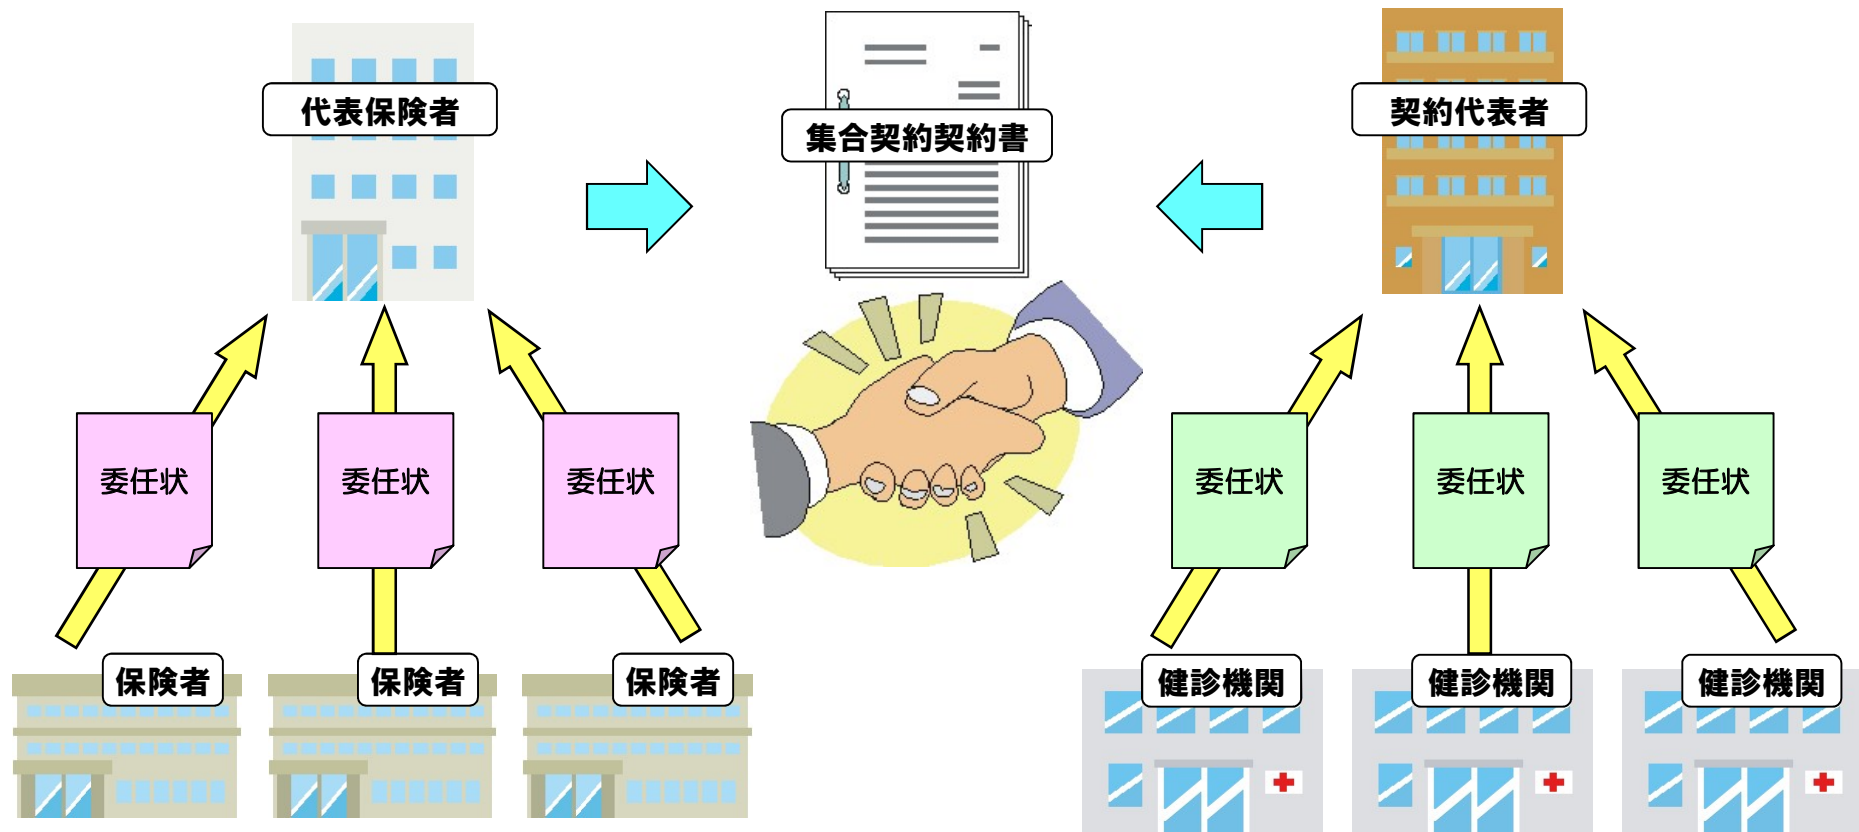 代表保険者
集合契約契約書
契約代表者
委任状
委任状
委任状
委任状
委任状
委任状
保険者
保険者
保険者
健診機関
健診機関
健診機関